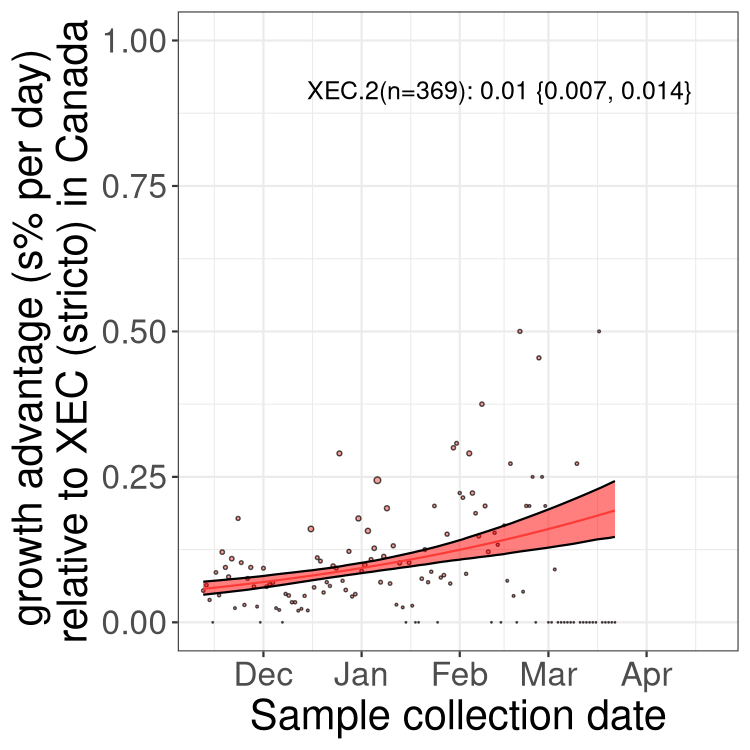 growth advantage (s% per day)
relative to XEC (stricto) in Canada
1.00
0.75
0.50
0.25
0.00
XEC.2(n=369): 0.01 {0.007, 0.014}
Dec Jan Feb Mar Apr
Sample collection date